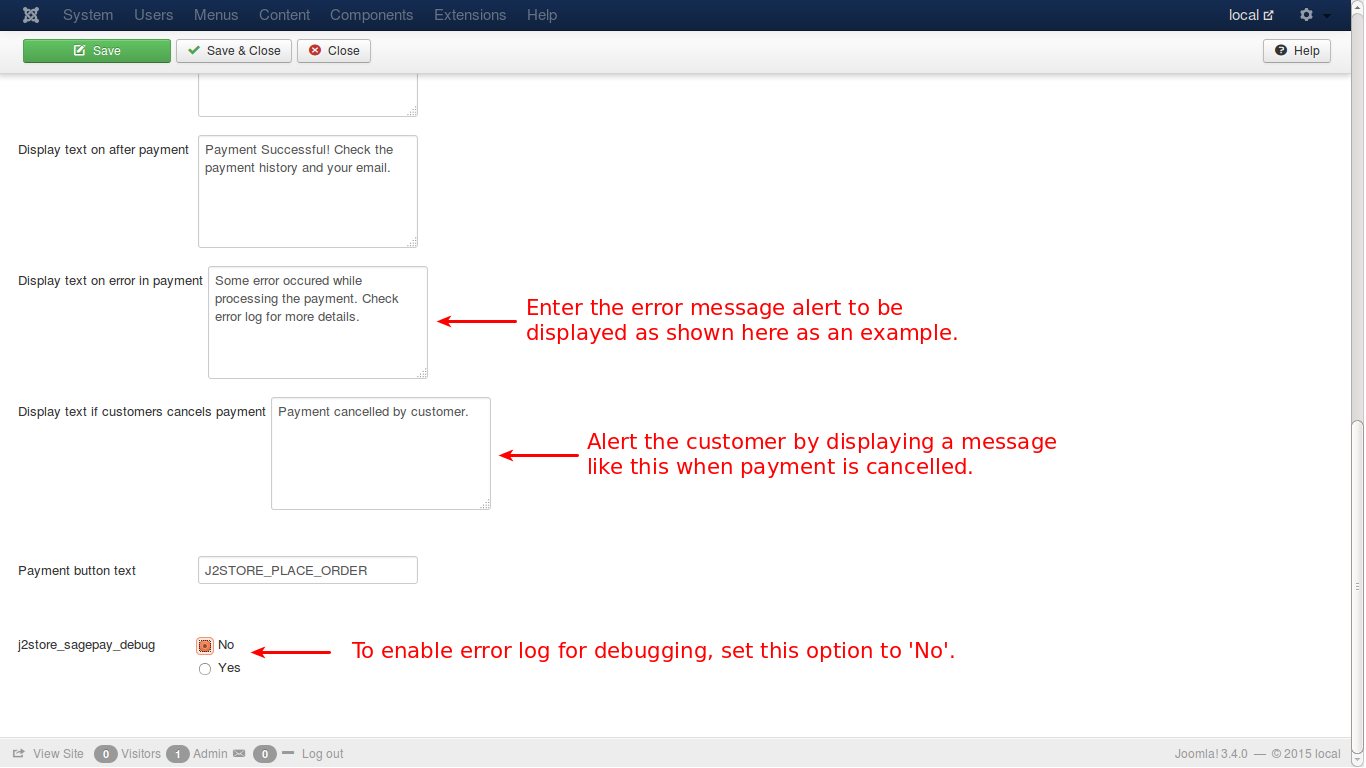 System Users Menus Content Components Extensions Help local
Save Save & Close Close Help
Display text on after payment
Payment Successful! Check the
payment history and your email.
Display text on error in payment
Some error occured while
processing the payment. Check
error log for more details.
Enter the error message alert to be
displayed as shown here as an example.
Display text if customers cancels payment
Payment cancelled by customer.
Alert the customer by displaying a message
like this when payment is cancelled.
Payment button text
J2STORE_PLACE_ORDER
j2store_sagepay_debug
No
Yes
To enable error log for debugging, set this option to 'No'.
View Site 0 Visitors 1 Admin 0 Log out Joomla! 3.4.0 — © 2015 local